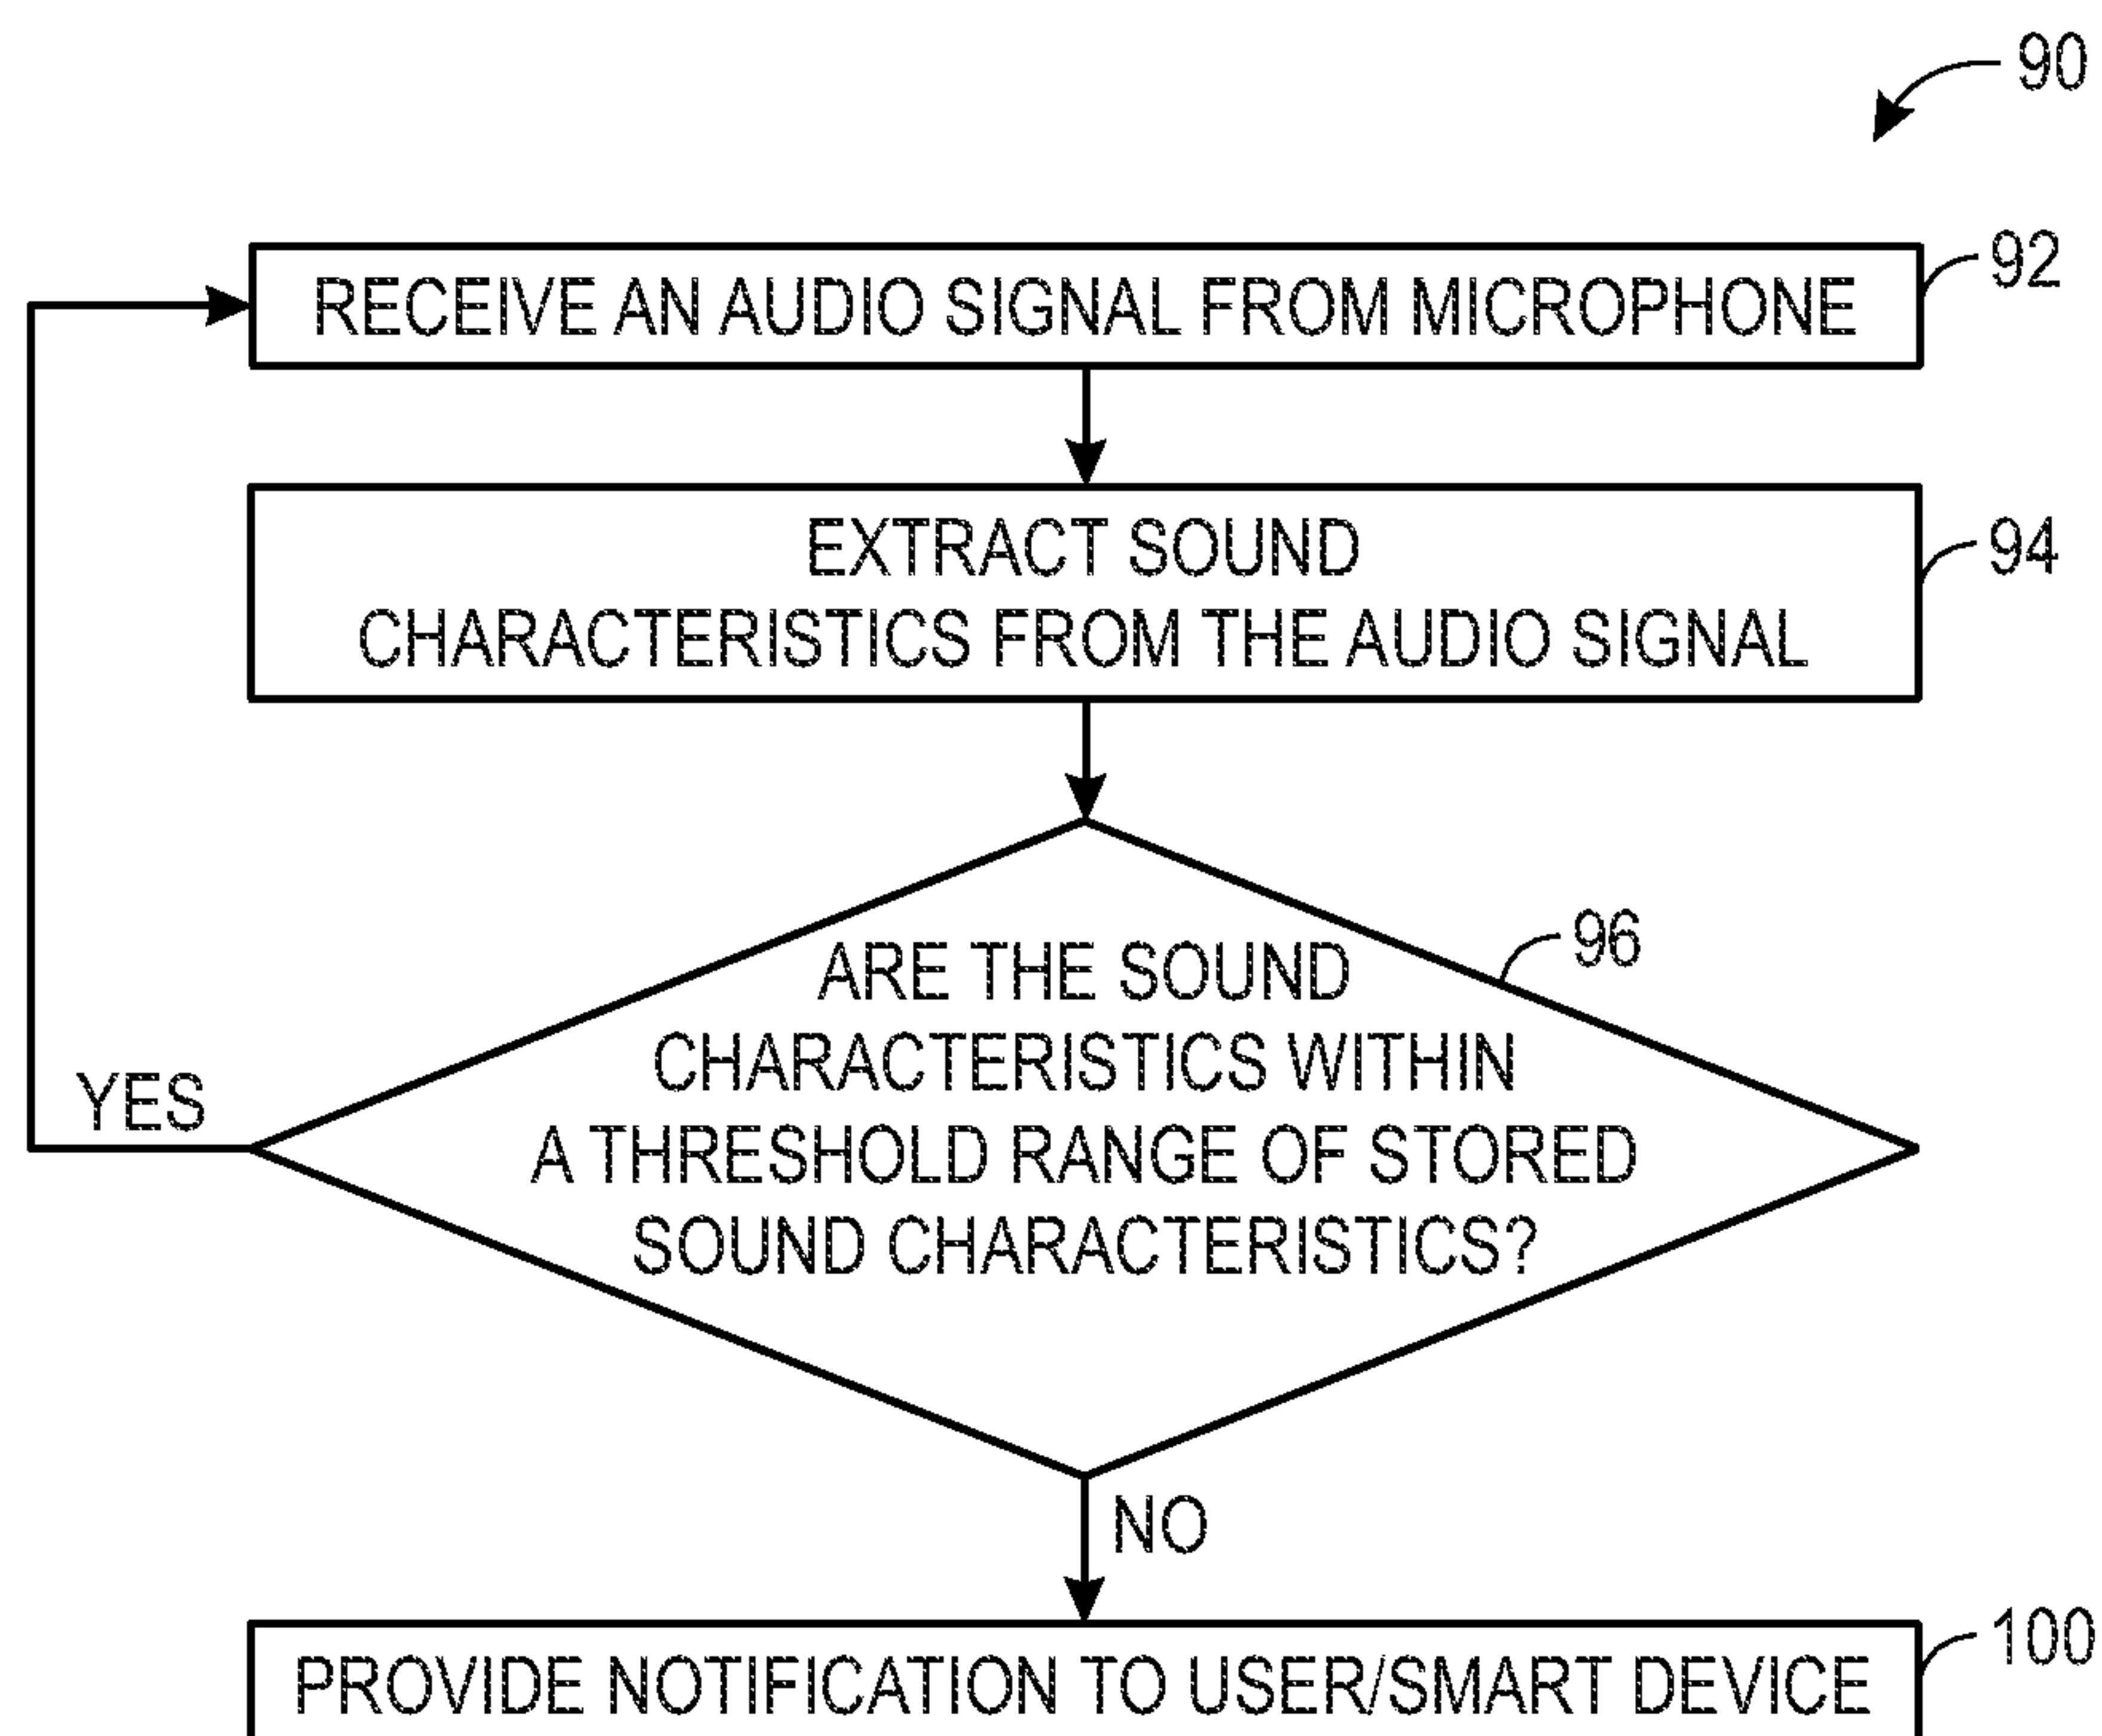 90
RECEIVE AN AUDIO SIGNAL FROM MICROPHONE
92
EXTRACT SOUND
CHARACTERISTICS FROM THE AUDIO SIGNAL
94
ARE THE SOUND
CHARACTERISTICS WITHIN
A THRESHOLD RANGE OF STORED
SOUND CHARACTERISTICS?
96
YES
NO
PROVIDE NOTIFICATION TO USER/SMART DEVICE
100